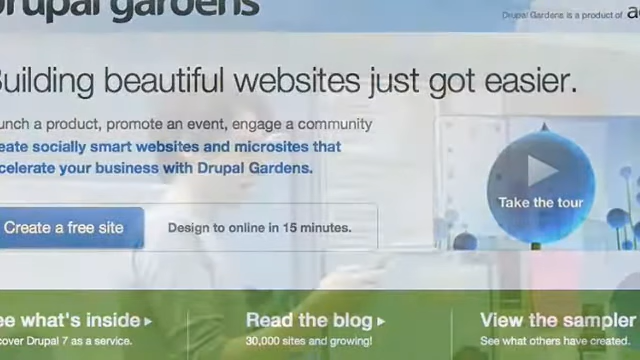 Drupal gardens
Drupal Gardens is a product of
Building beautiful websites just got easier.
unch a product, promote an event, engage a community
eate socially smart websites and microsites that
celerate your business with Drupal Gardens.
Take the tour
Create a free site
Design to online in 15 minutes.
ee what's inside
Read the blog
View the sampler
cover Drupal 7 as a service.
30,000 sites and growing!
See what others have created.